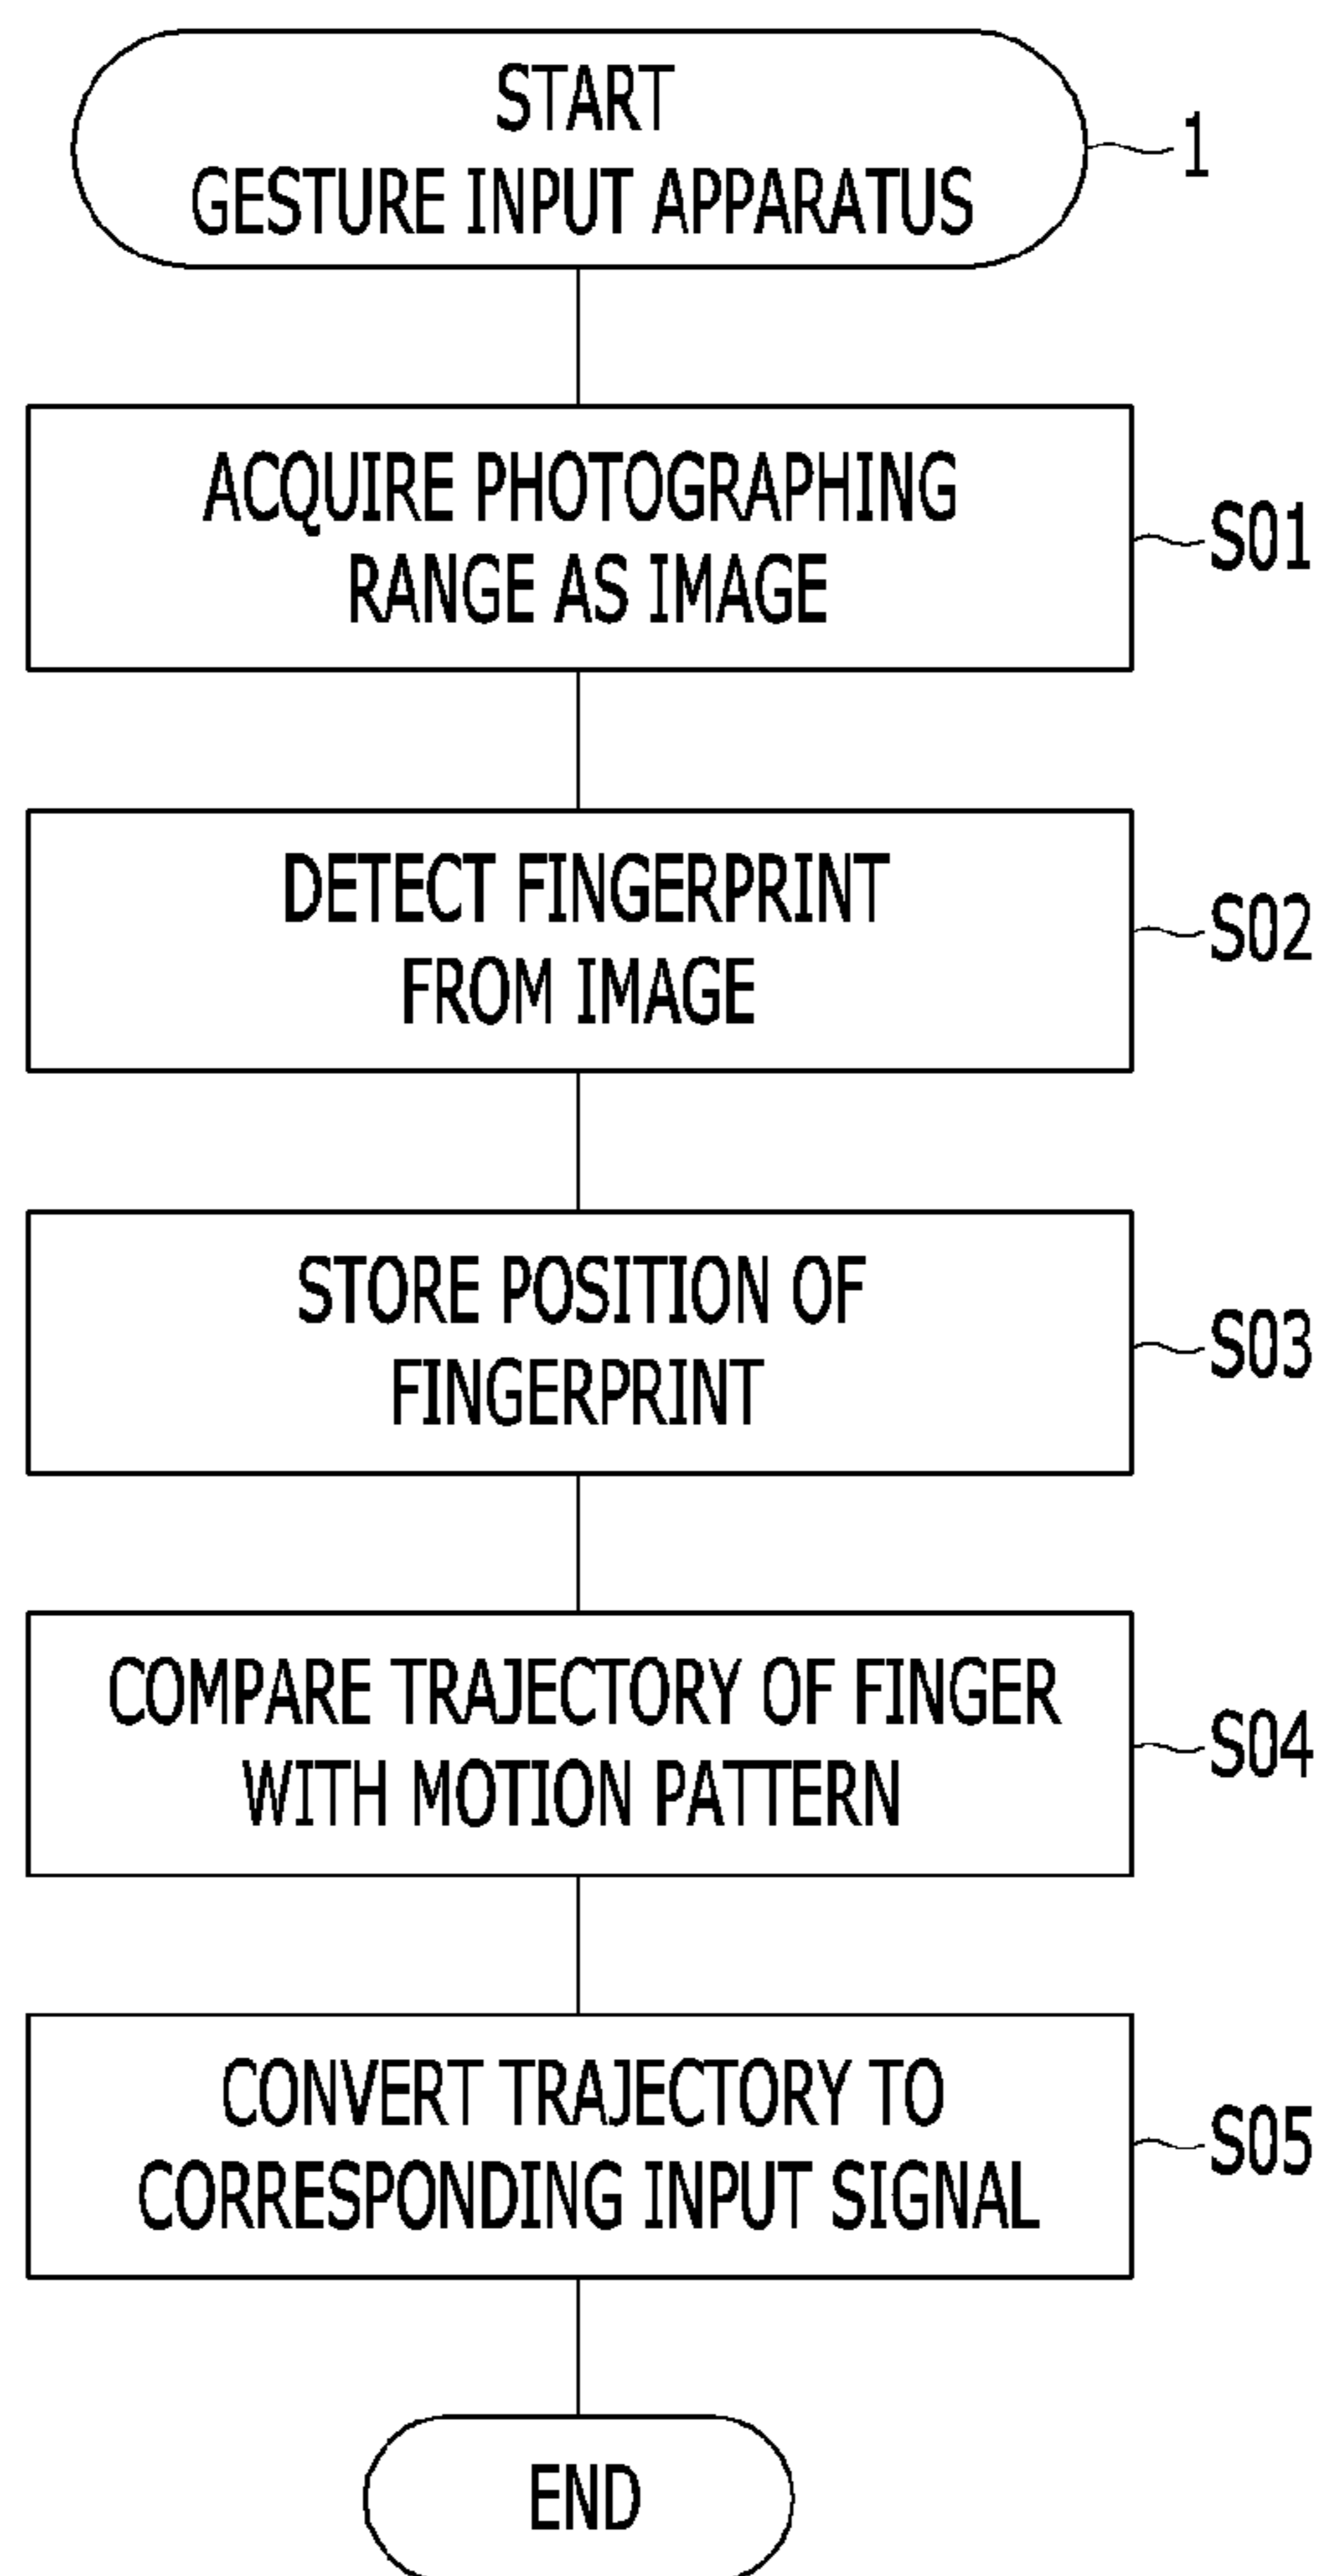 START
GESTURE INPUT APPARATUS
1
ACQUIRE PHOTOGRAPHING
RANGE AS IMAGE
S01
DETECT FINGERPRINT
FROM IMAGE
S02
STORE POSITION OF
FINGERPRINT
S03
COMPARE TRAJECTORY OF FINGER
WITH MOTION PATTERN
S04
CONVERT TRAJECTORY TO
CORRESPONDING INPUT SIGNAL
S05
END